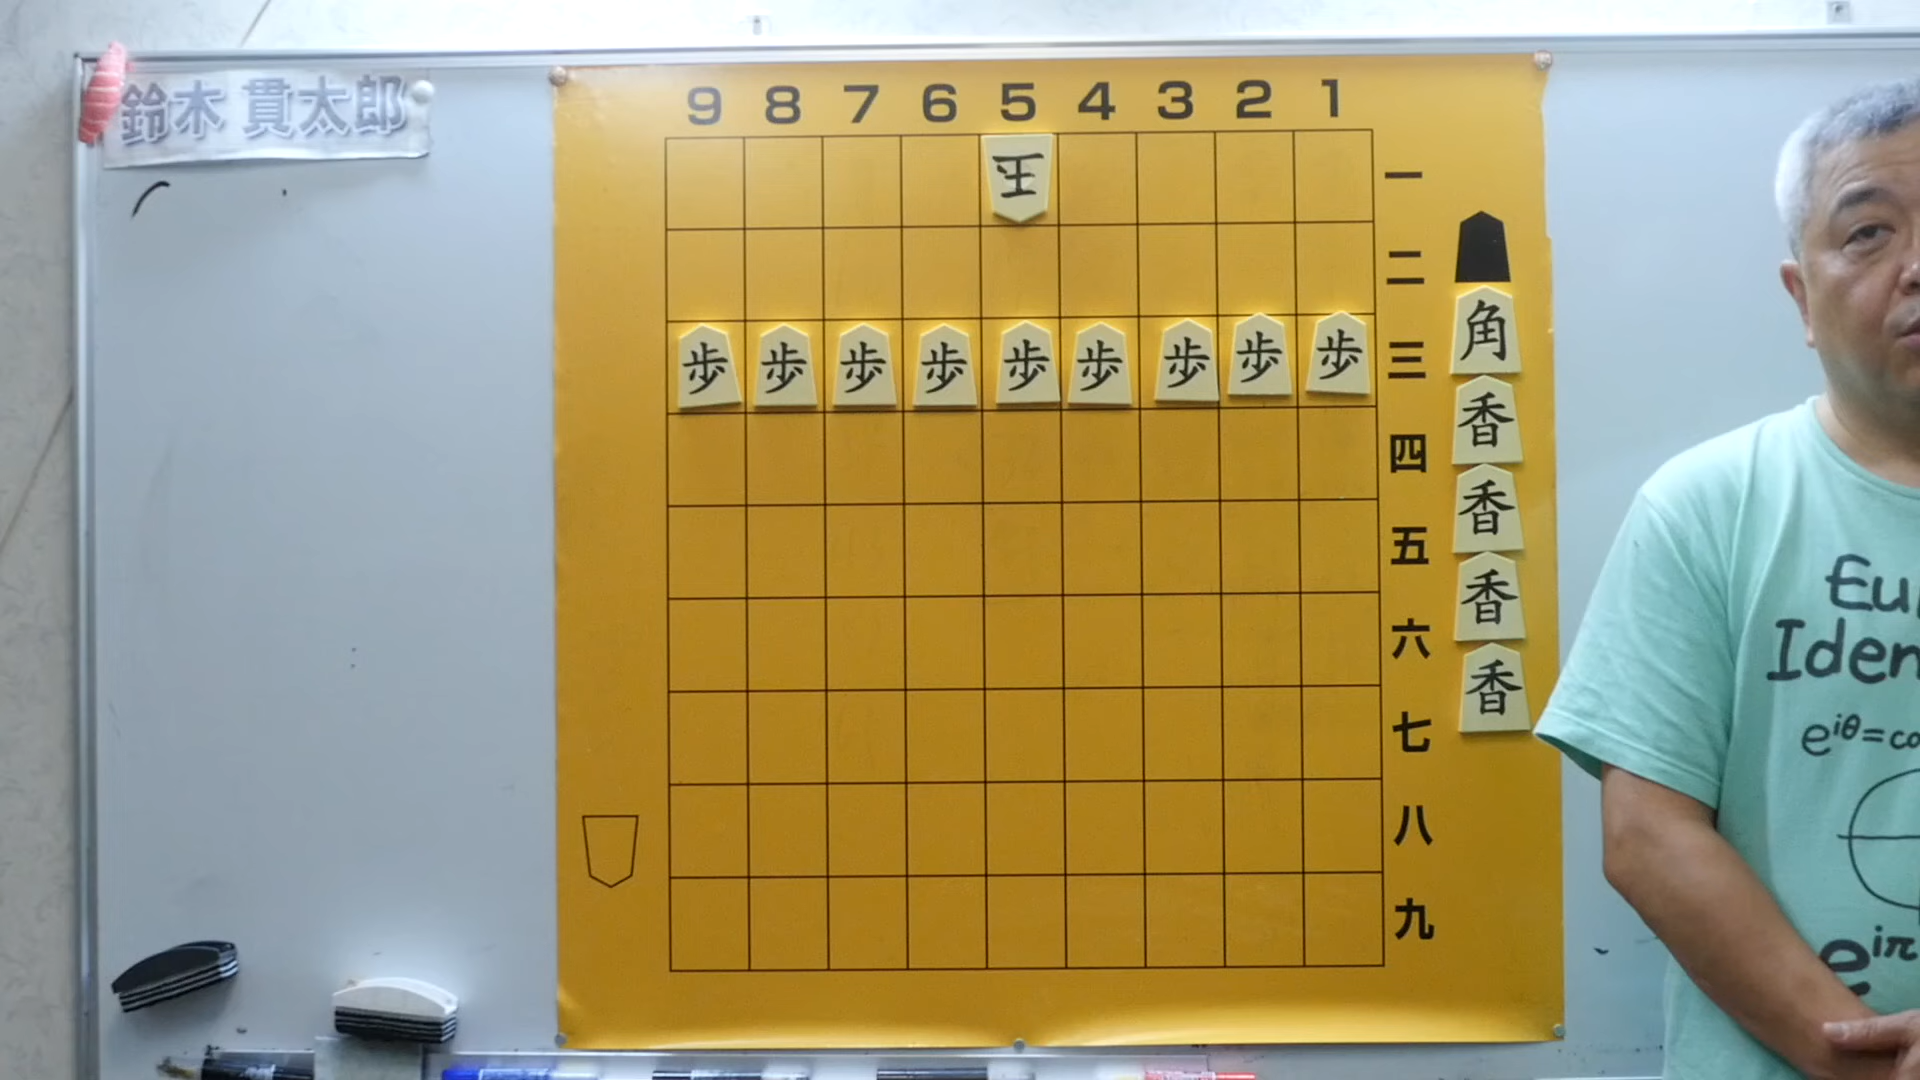 鈴木 貫太郎
9 8 7 6 5 4 3 2 1
王
歩 歩 歩 歩 歩 歩 歩 歩 歩
一
二
三
四
五
六
七
八
九
角
香
香
香
香
Eu
Iden
e^iθ=co
e^iπ